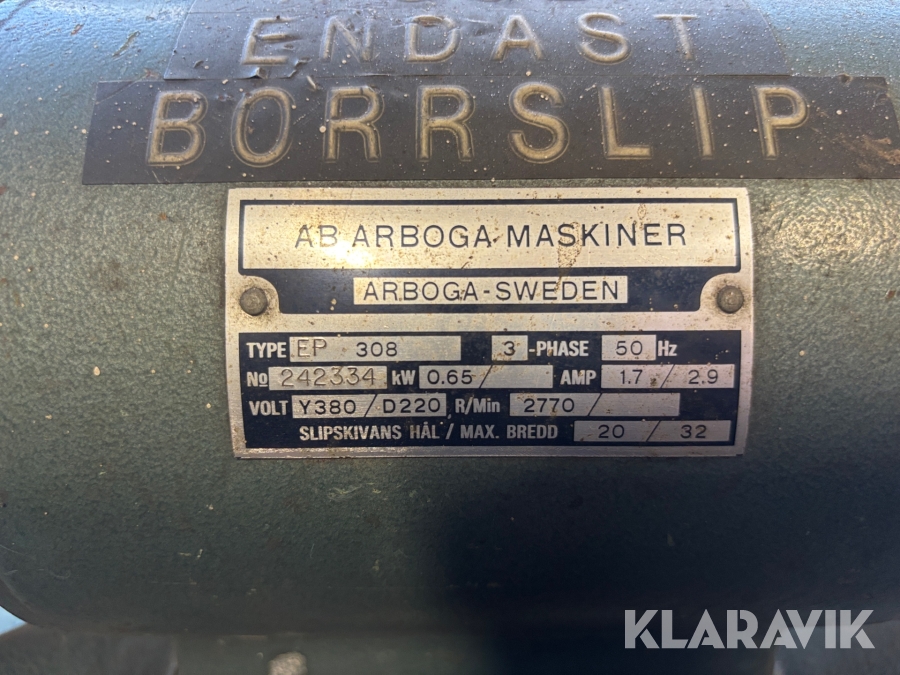 ENDAST
BORRSLIP
AB ARBOGA MASKINER
ARBOGA-SWEDEN
TYPE EP 308 3 -PHASE 50 Hz
No 242334 kW 0.65 / AMP 1.7 / 2.9
VOLT Y380 / D220 R/Min 2770 /
SLIPSKIVANS HÅL / MAX. BREDD 20 / 32
KLARAVIK